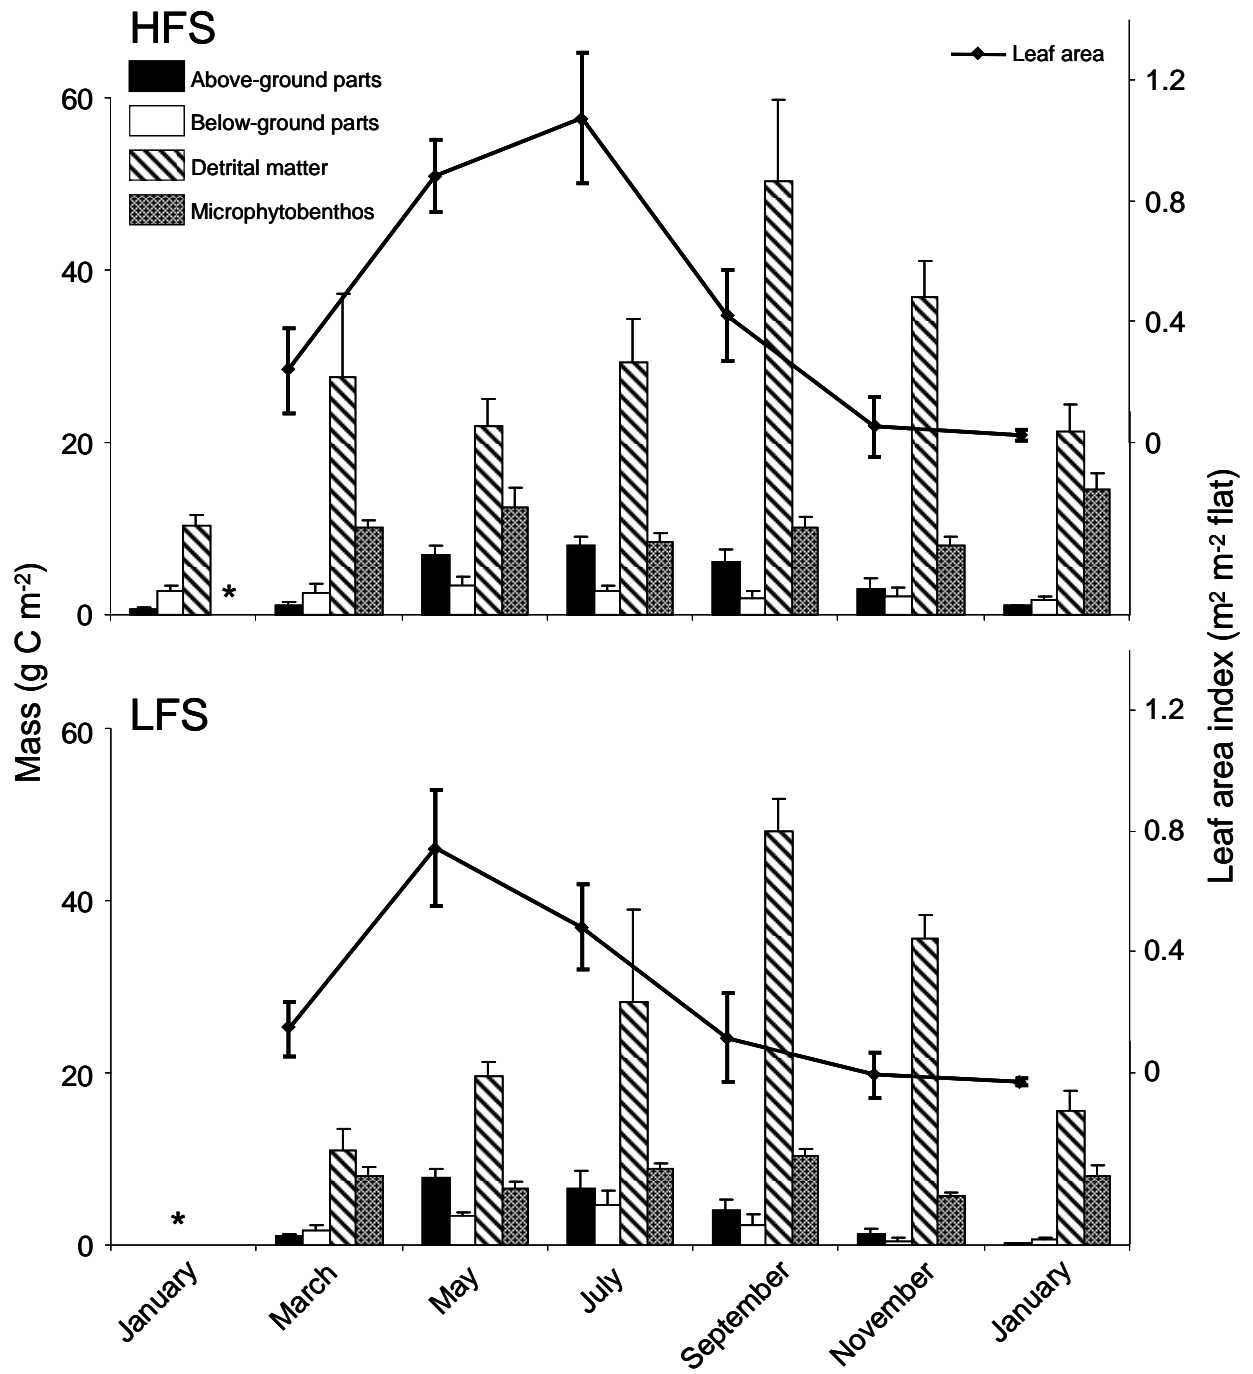 HFS
Above-ground parts
Below-ground parts
Detrital matter
Microphytobenthos
Leaf area
60
40
20
0
1.2
0.8
0.4
0
*
Mass (g C m-2)
Leaf area index (m2 m-2 flat)
LFS
60
40
20
0
1.2
0.8
0.4
0
*
January
March
May
July
September
November
January